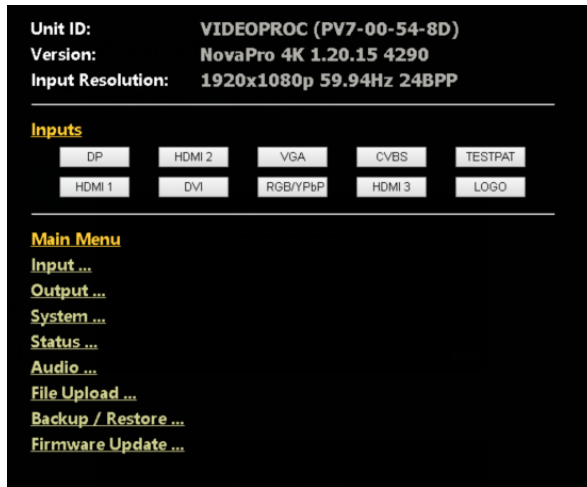 Unit ID: VIDEOPROC (PV7-00-54-8D)
Version: NovaPro 4K 1.20.15 4290
Input Resolution: 1920x1080p 59.94Hz 24BPP
Inputs
DP HDMI 2 VGA CVBS TESTPAT
HDMI 1 DVI RGB/YPbP HDMI 3 LOGO
Main Menu
Input ...
Output ...
System ...
Status ...
Audio ...
File Upload ...
Backup / Restore ...
Firmware Update ...